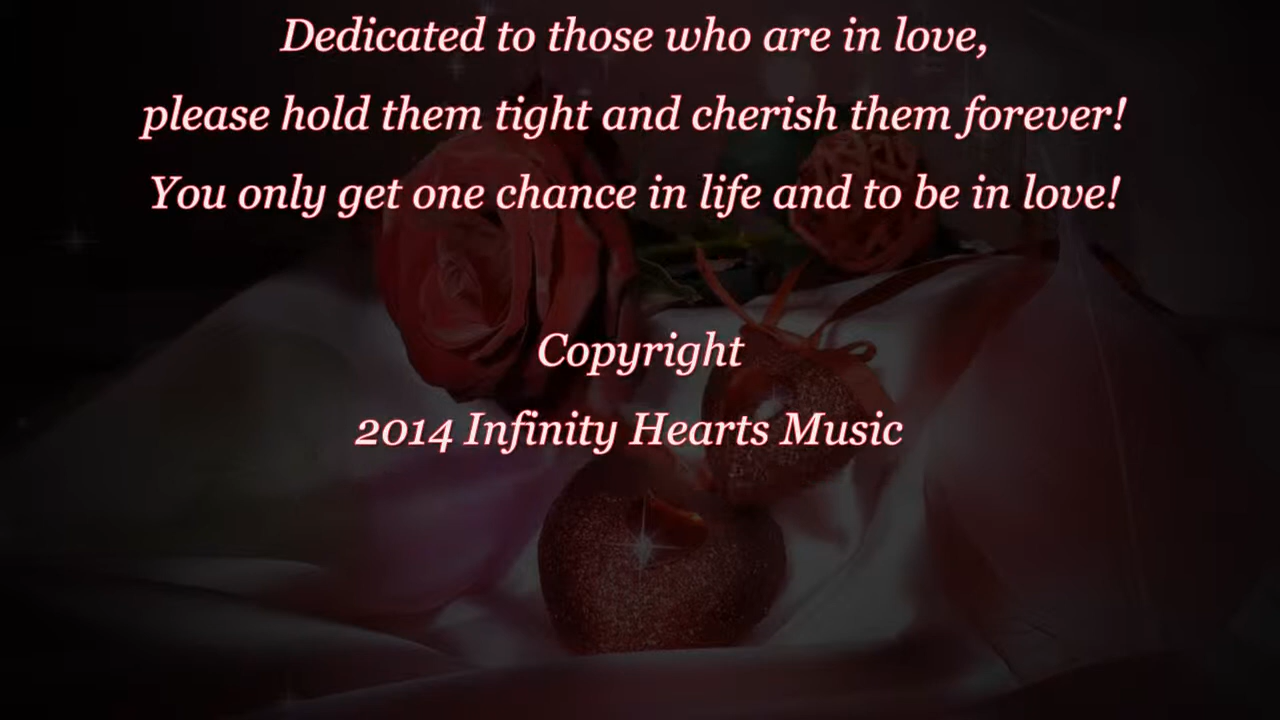 Dedicated to those who are in love,
please hold them tight and cherish them forever!
You only get one chance in life and to be in love!
Copyright
2014 Infinity Hearts Music